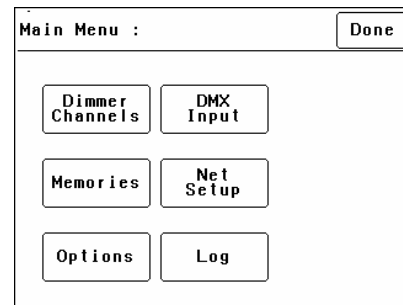 Main Menu :
Done
Dimmer
Channels
DMX
Input
Memories
Net
Setup
Options
Log